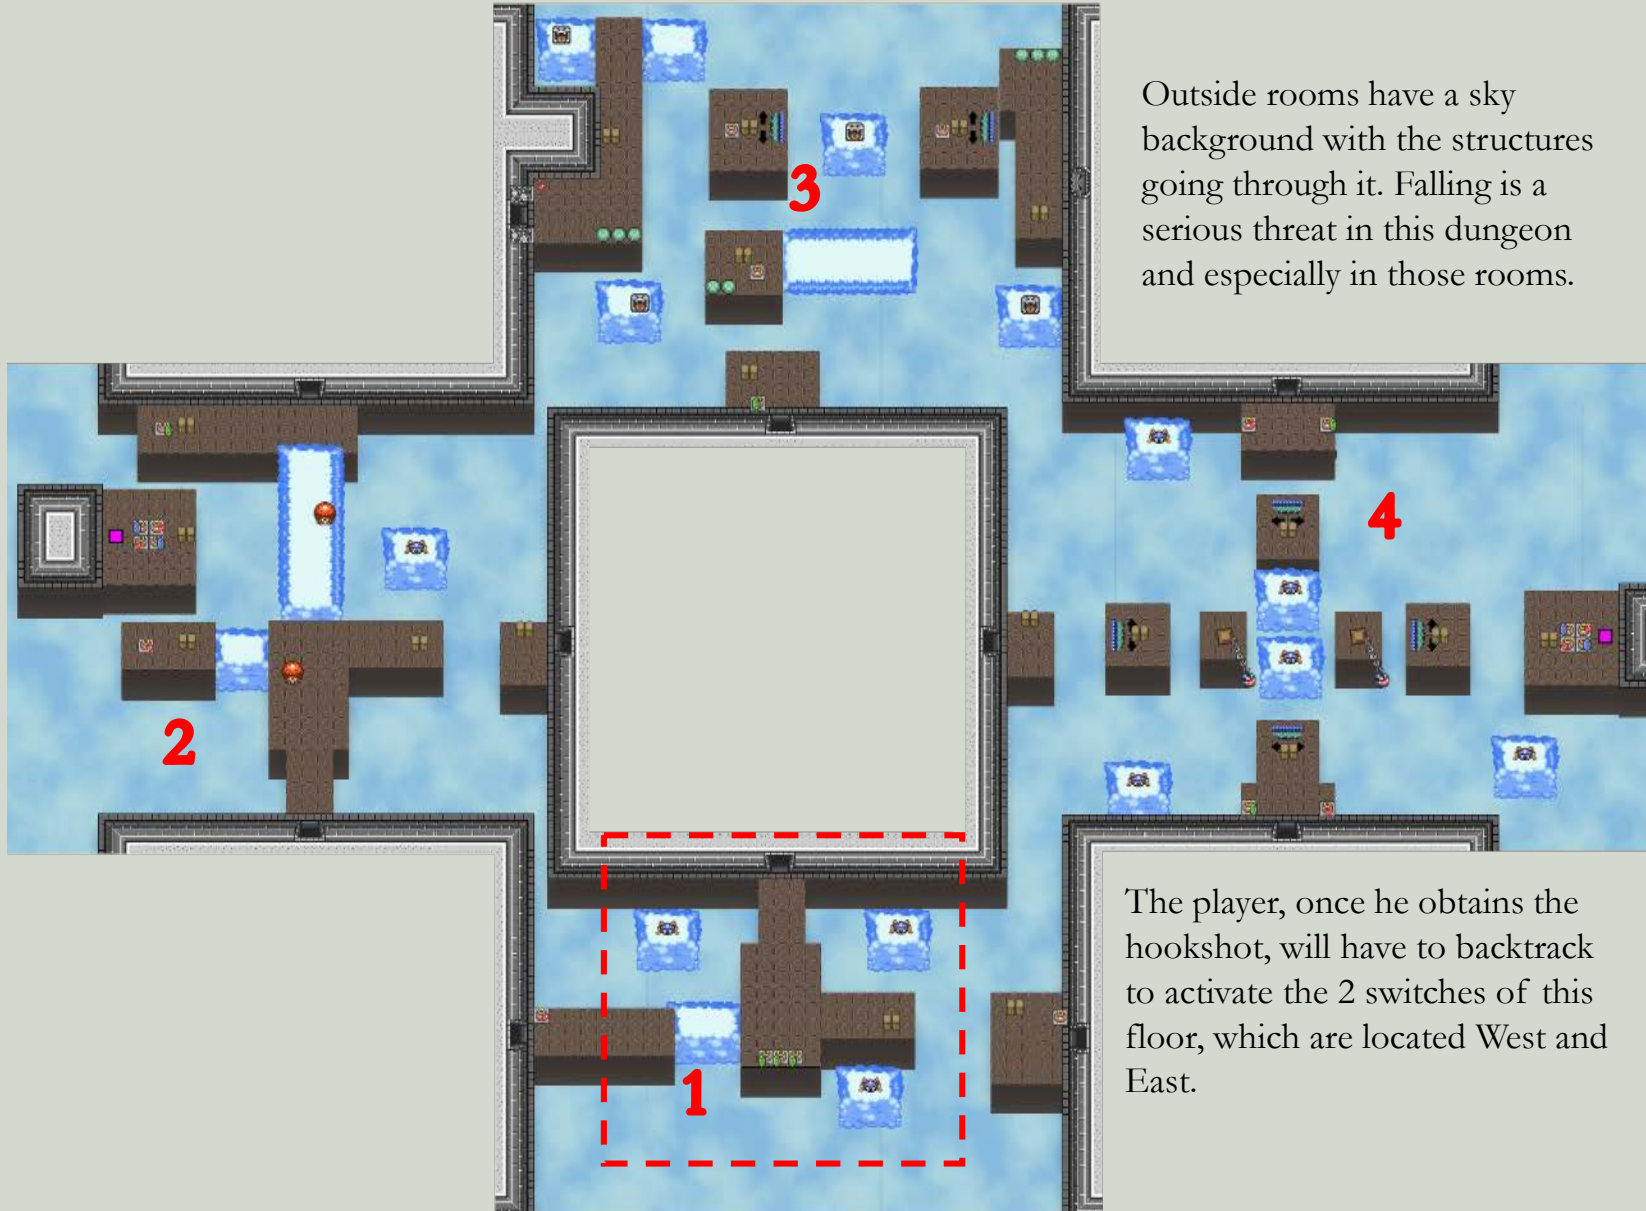 Outside rooms have a sky
background with the structures
going through it. Falling is a
serious threat in this dungeon
and especially in those rooms.
3
4
2
The player, once he obtains the
hookshot, will have to backtrack
to activate the 2 switches of this
floor, which are located West and
East.
1